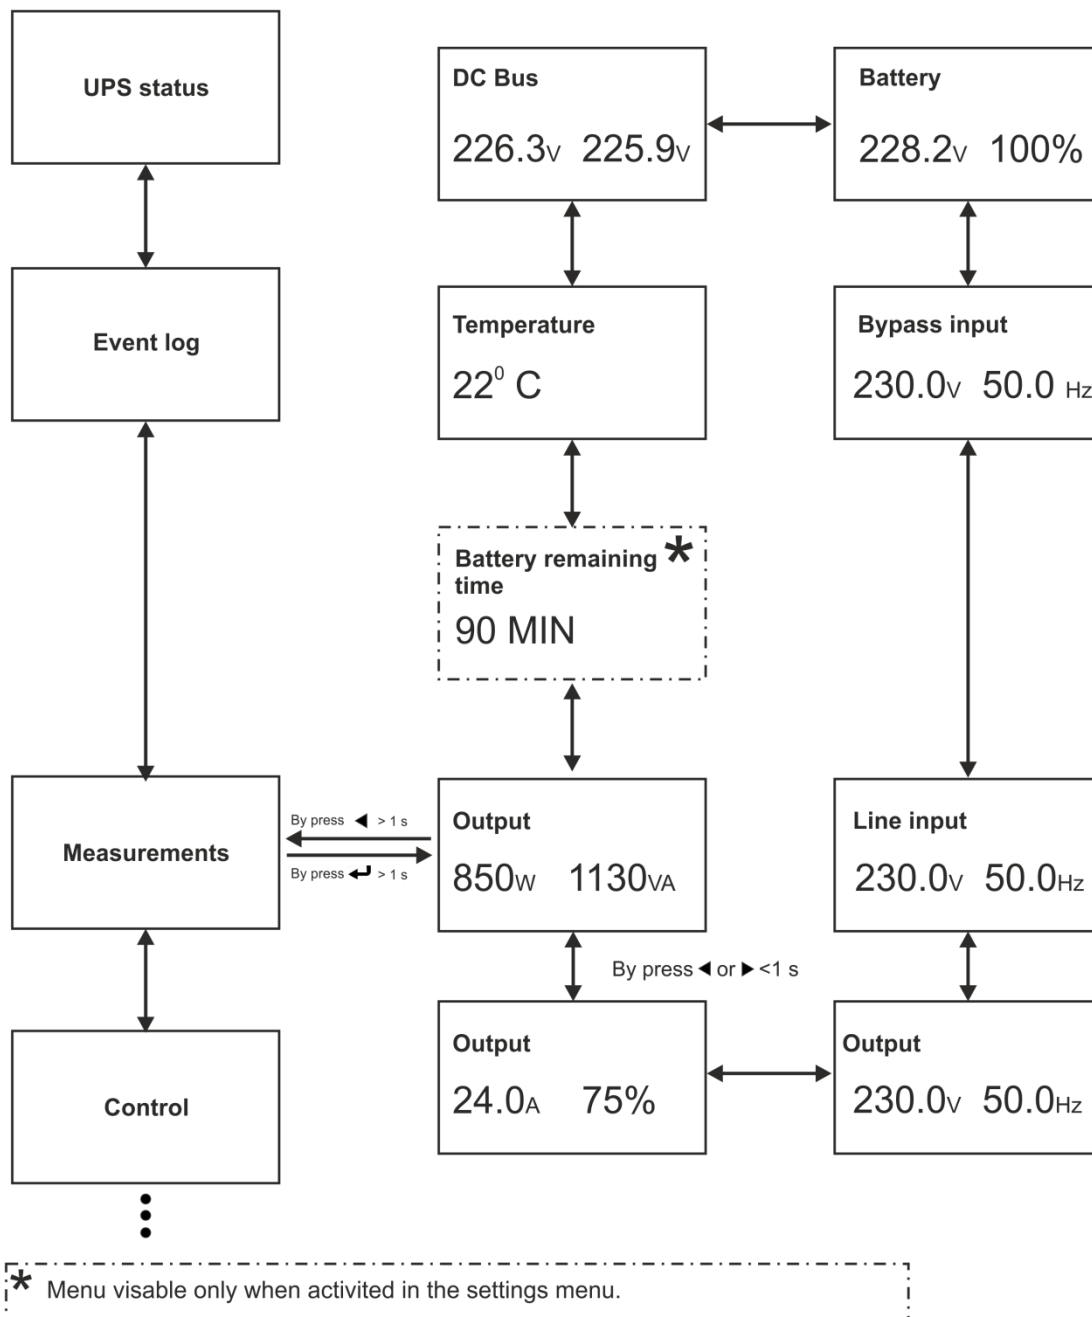 UPS status
Event log
Measurements
Control
By press ◀ > 1 s
By press ↵ > 1 s
DC Bus
226.3V 225.9V
Temperature
22⁰ C
Battery remaining *
time
90 MIN
Output
850W 1130VA
By press ◀ or ▶ <1 s
Output
24.0A 75%
Battery
228.2V 100%
Bypass input
230.0V 50.0 Hz
Line input
230.0V 50.0Hz
Output
230.0V 50.0Hz
* Menu visable only when activited in the settings menu.